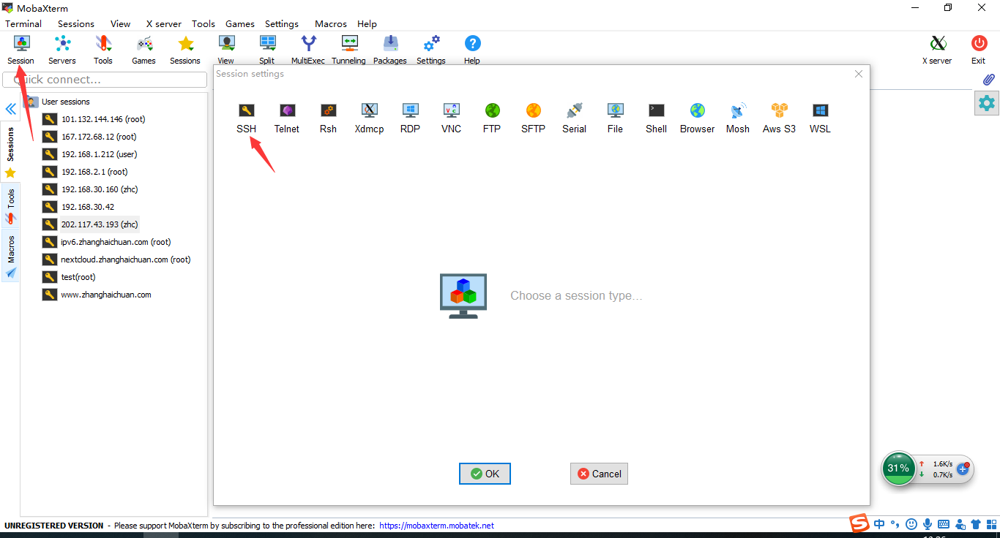 MobaXterm
Terminal Sessions View X server Tools Games Settings Macros Help
Session Servers Tools Games Sessions View Split MultiExec Tunneling Packages Settings Help X server Exit
Quick connect...
Session settings
User sessions
101.132.144.146 (root)
167.172.68.12 (root)
192.168.1.212 (user)
192.168.2.1 (root)
192.168.30.160 (zhc)
192.168.30.42
202.117.43.193 (zhc)
ipv6.zhanghaichuan.com (root)
nextcloud.zhanghaichuan.com (root)
test(root)
www.zhanghaichuan.com
Sessions
Tools
Macros
SSH Telnet Rsh Xdmcp RDP VNC FTP SFTP Serial File Shell Browser Mosh Aws S3 WSL
Choose a session type...
OK Cancel
31%
1.6K/s
0.7K/s
UNREGISTERED VERSION - Please support MobaXterm by subscribing to the professional edition here: https://mobaxterm.mobatek.net
S 中